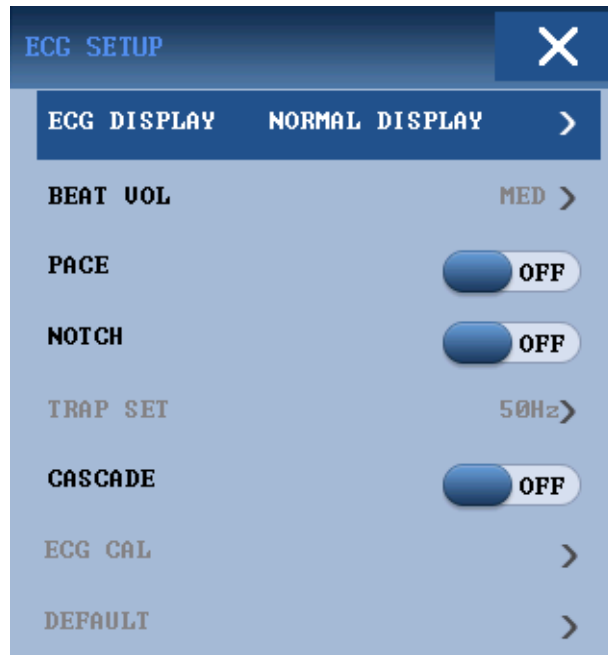 ECG SETUP
ECG DISPLAY NORMAL DISPLAY
BEAT VOL MED
PACE OFF
NOTCH OFF
TRAP SET 50Hz
CASCADE OFF
ECG CAL
DEFAULT